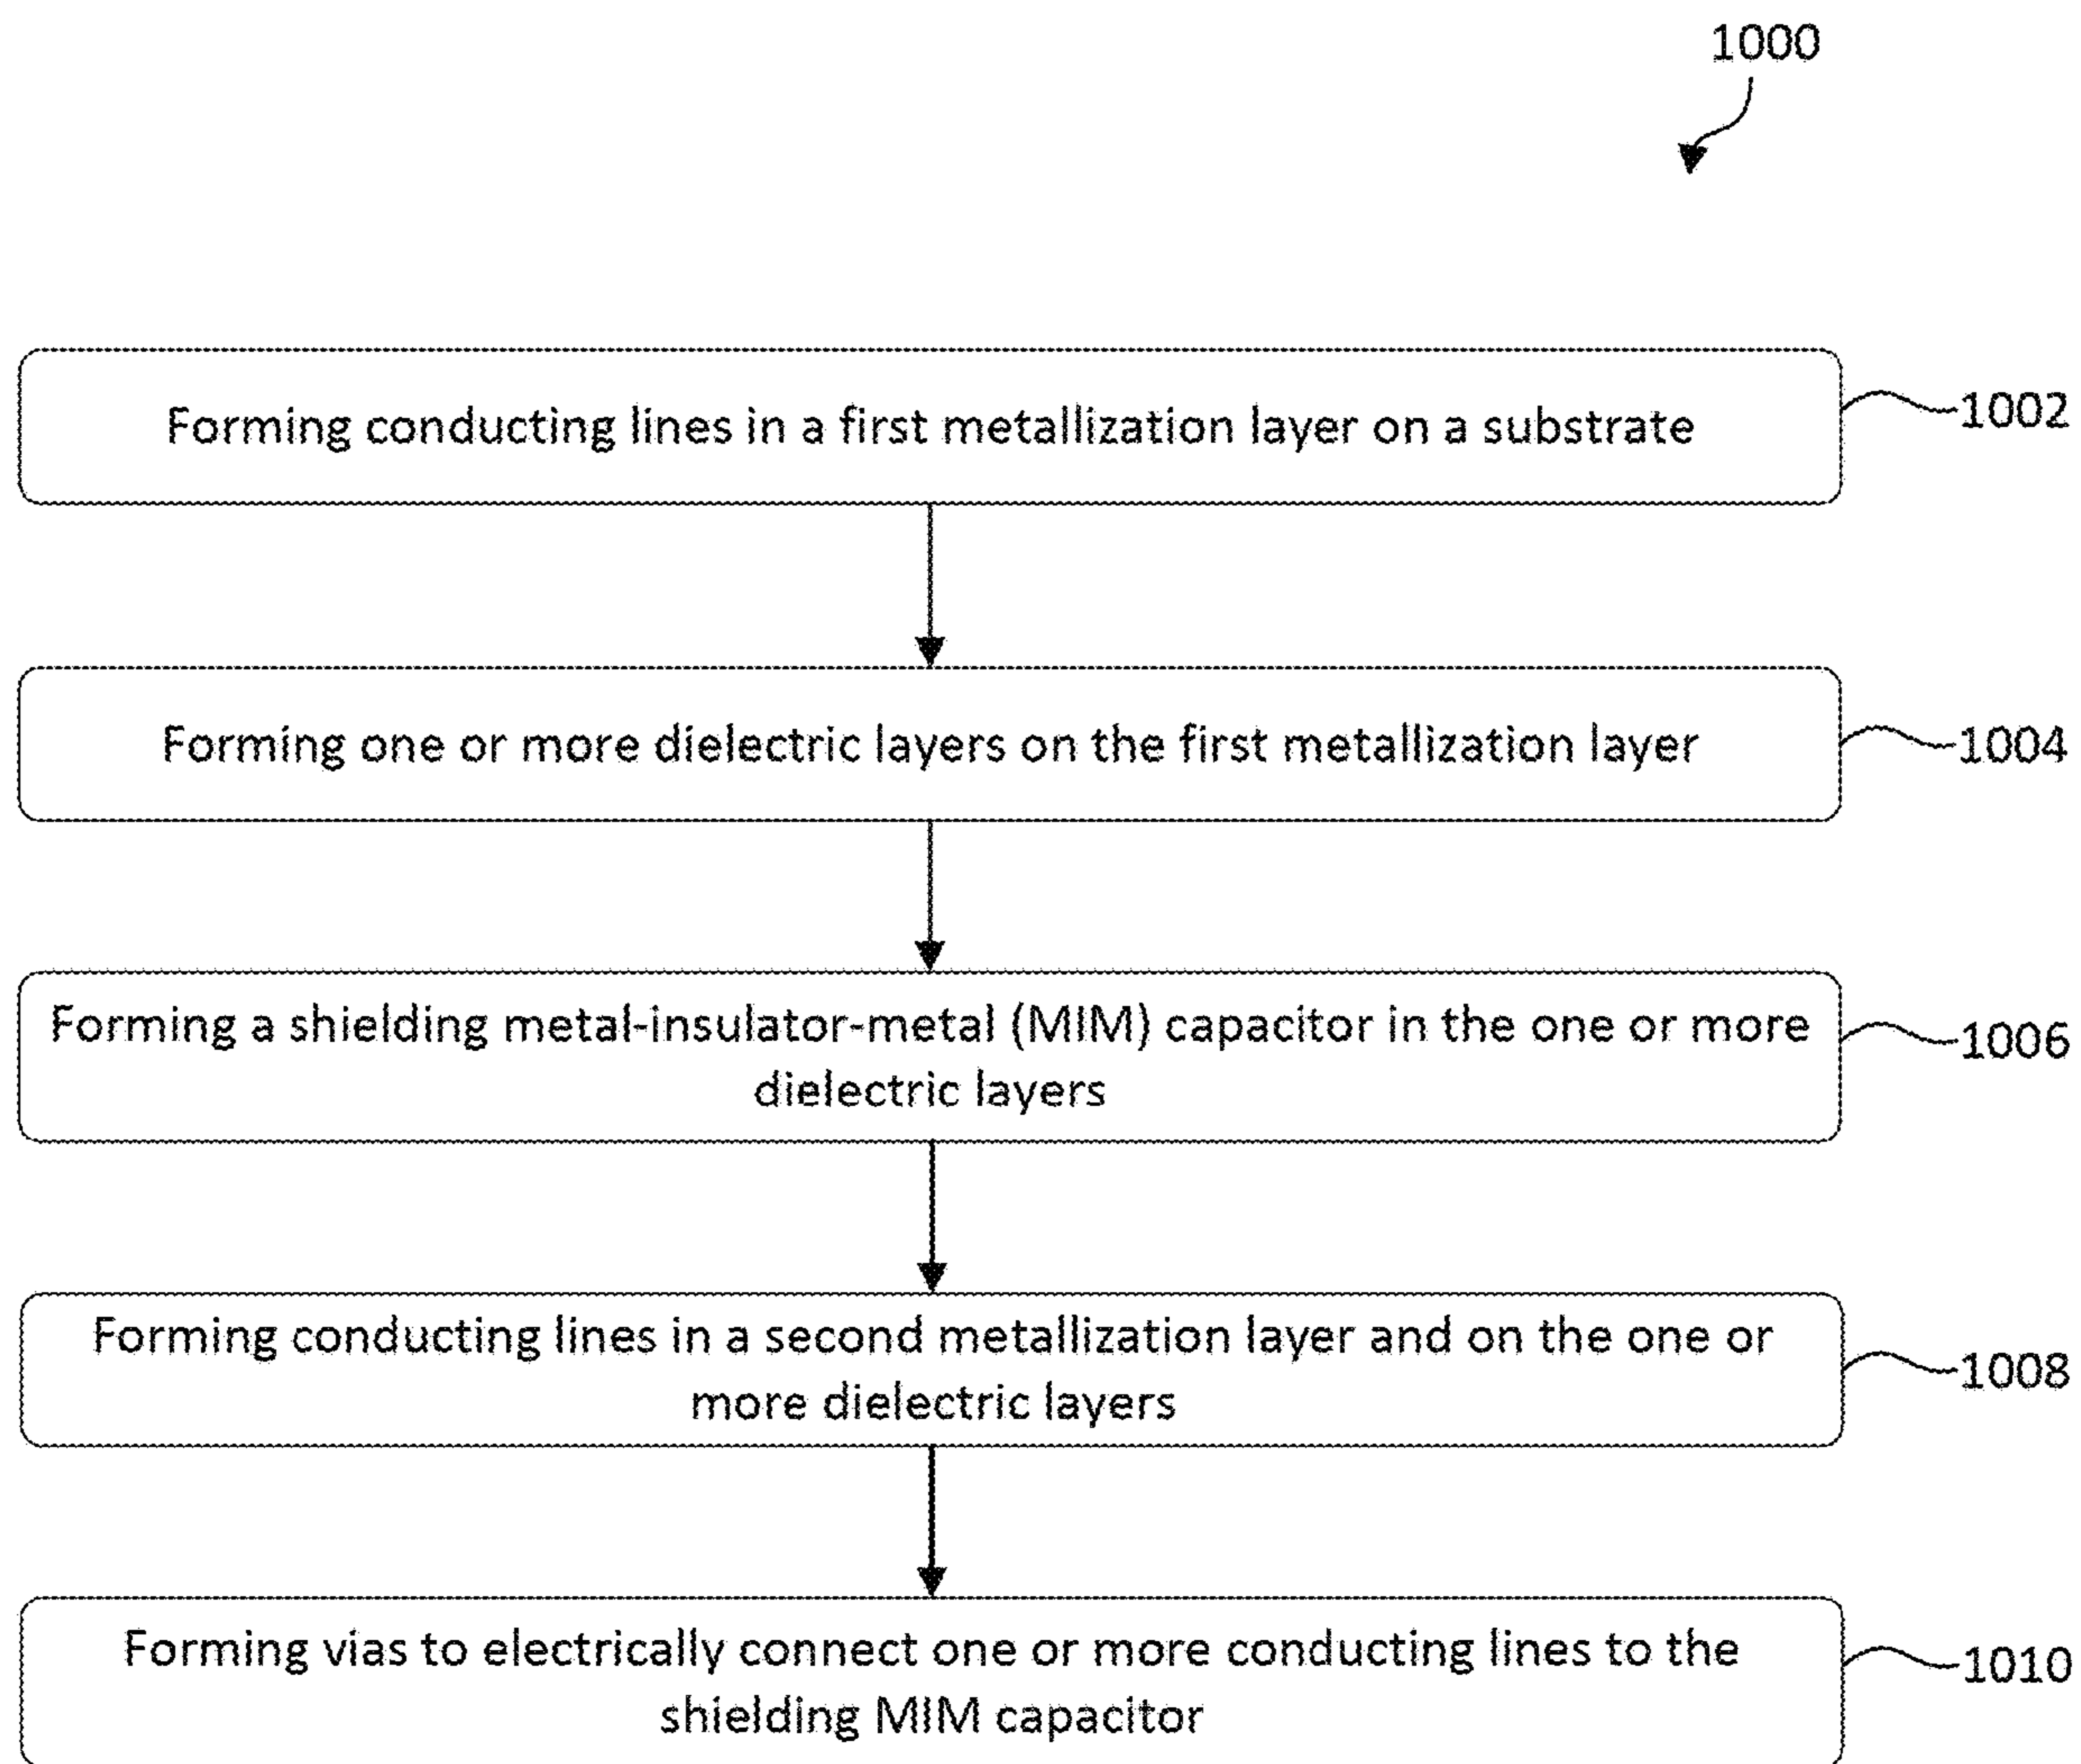 1000
Forming conducting lines in a first metallization layer on a substrate
1002
Forming one or more dielectric layers on the first metallization layer
1004
Forming a shielding metal-insulator-metal (MIM) capacitor in the one or more
dielectric layers
1006
Forming conducting lines in a second metallization layer and on the one or
more dielectric layers
1008
Forming vias to electrically connect one or more conducting lines to the
shielding MIM capacitor
1010